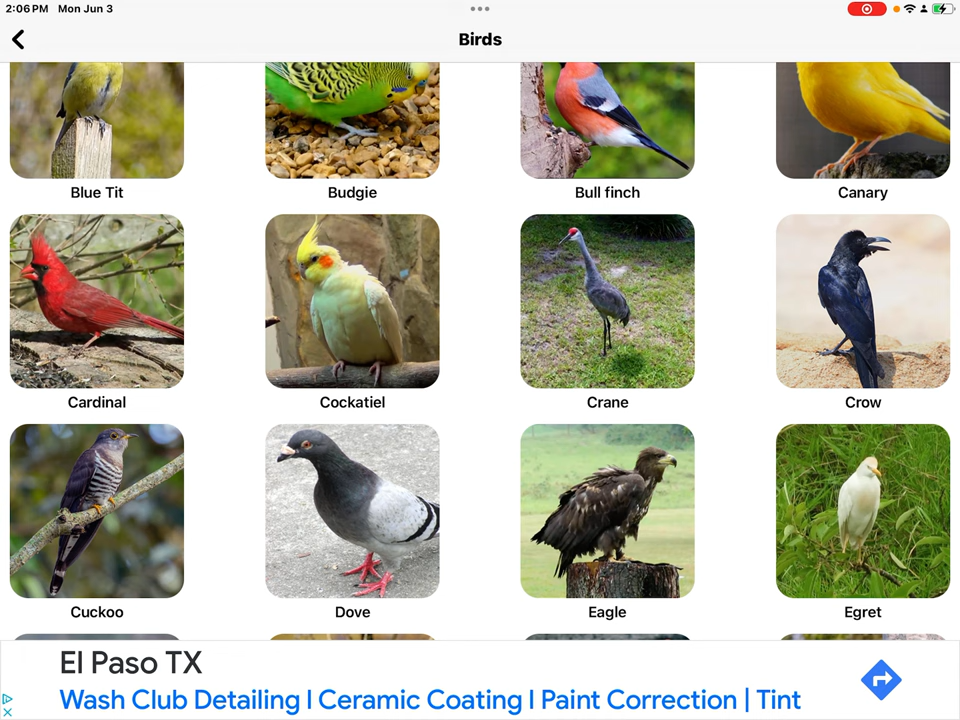 2:06 PM Mon Jun 3
Birds
Blue Tit
Budgie
Bull finch
Canary
Cardinal
Cockatiel
Crane
Crow
Cuckoo
Dove
Eagle
Egret
El Paso TX
Wash Club Detailing I Ceramic Coating I Paint Correction | Tint